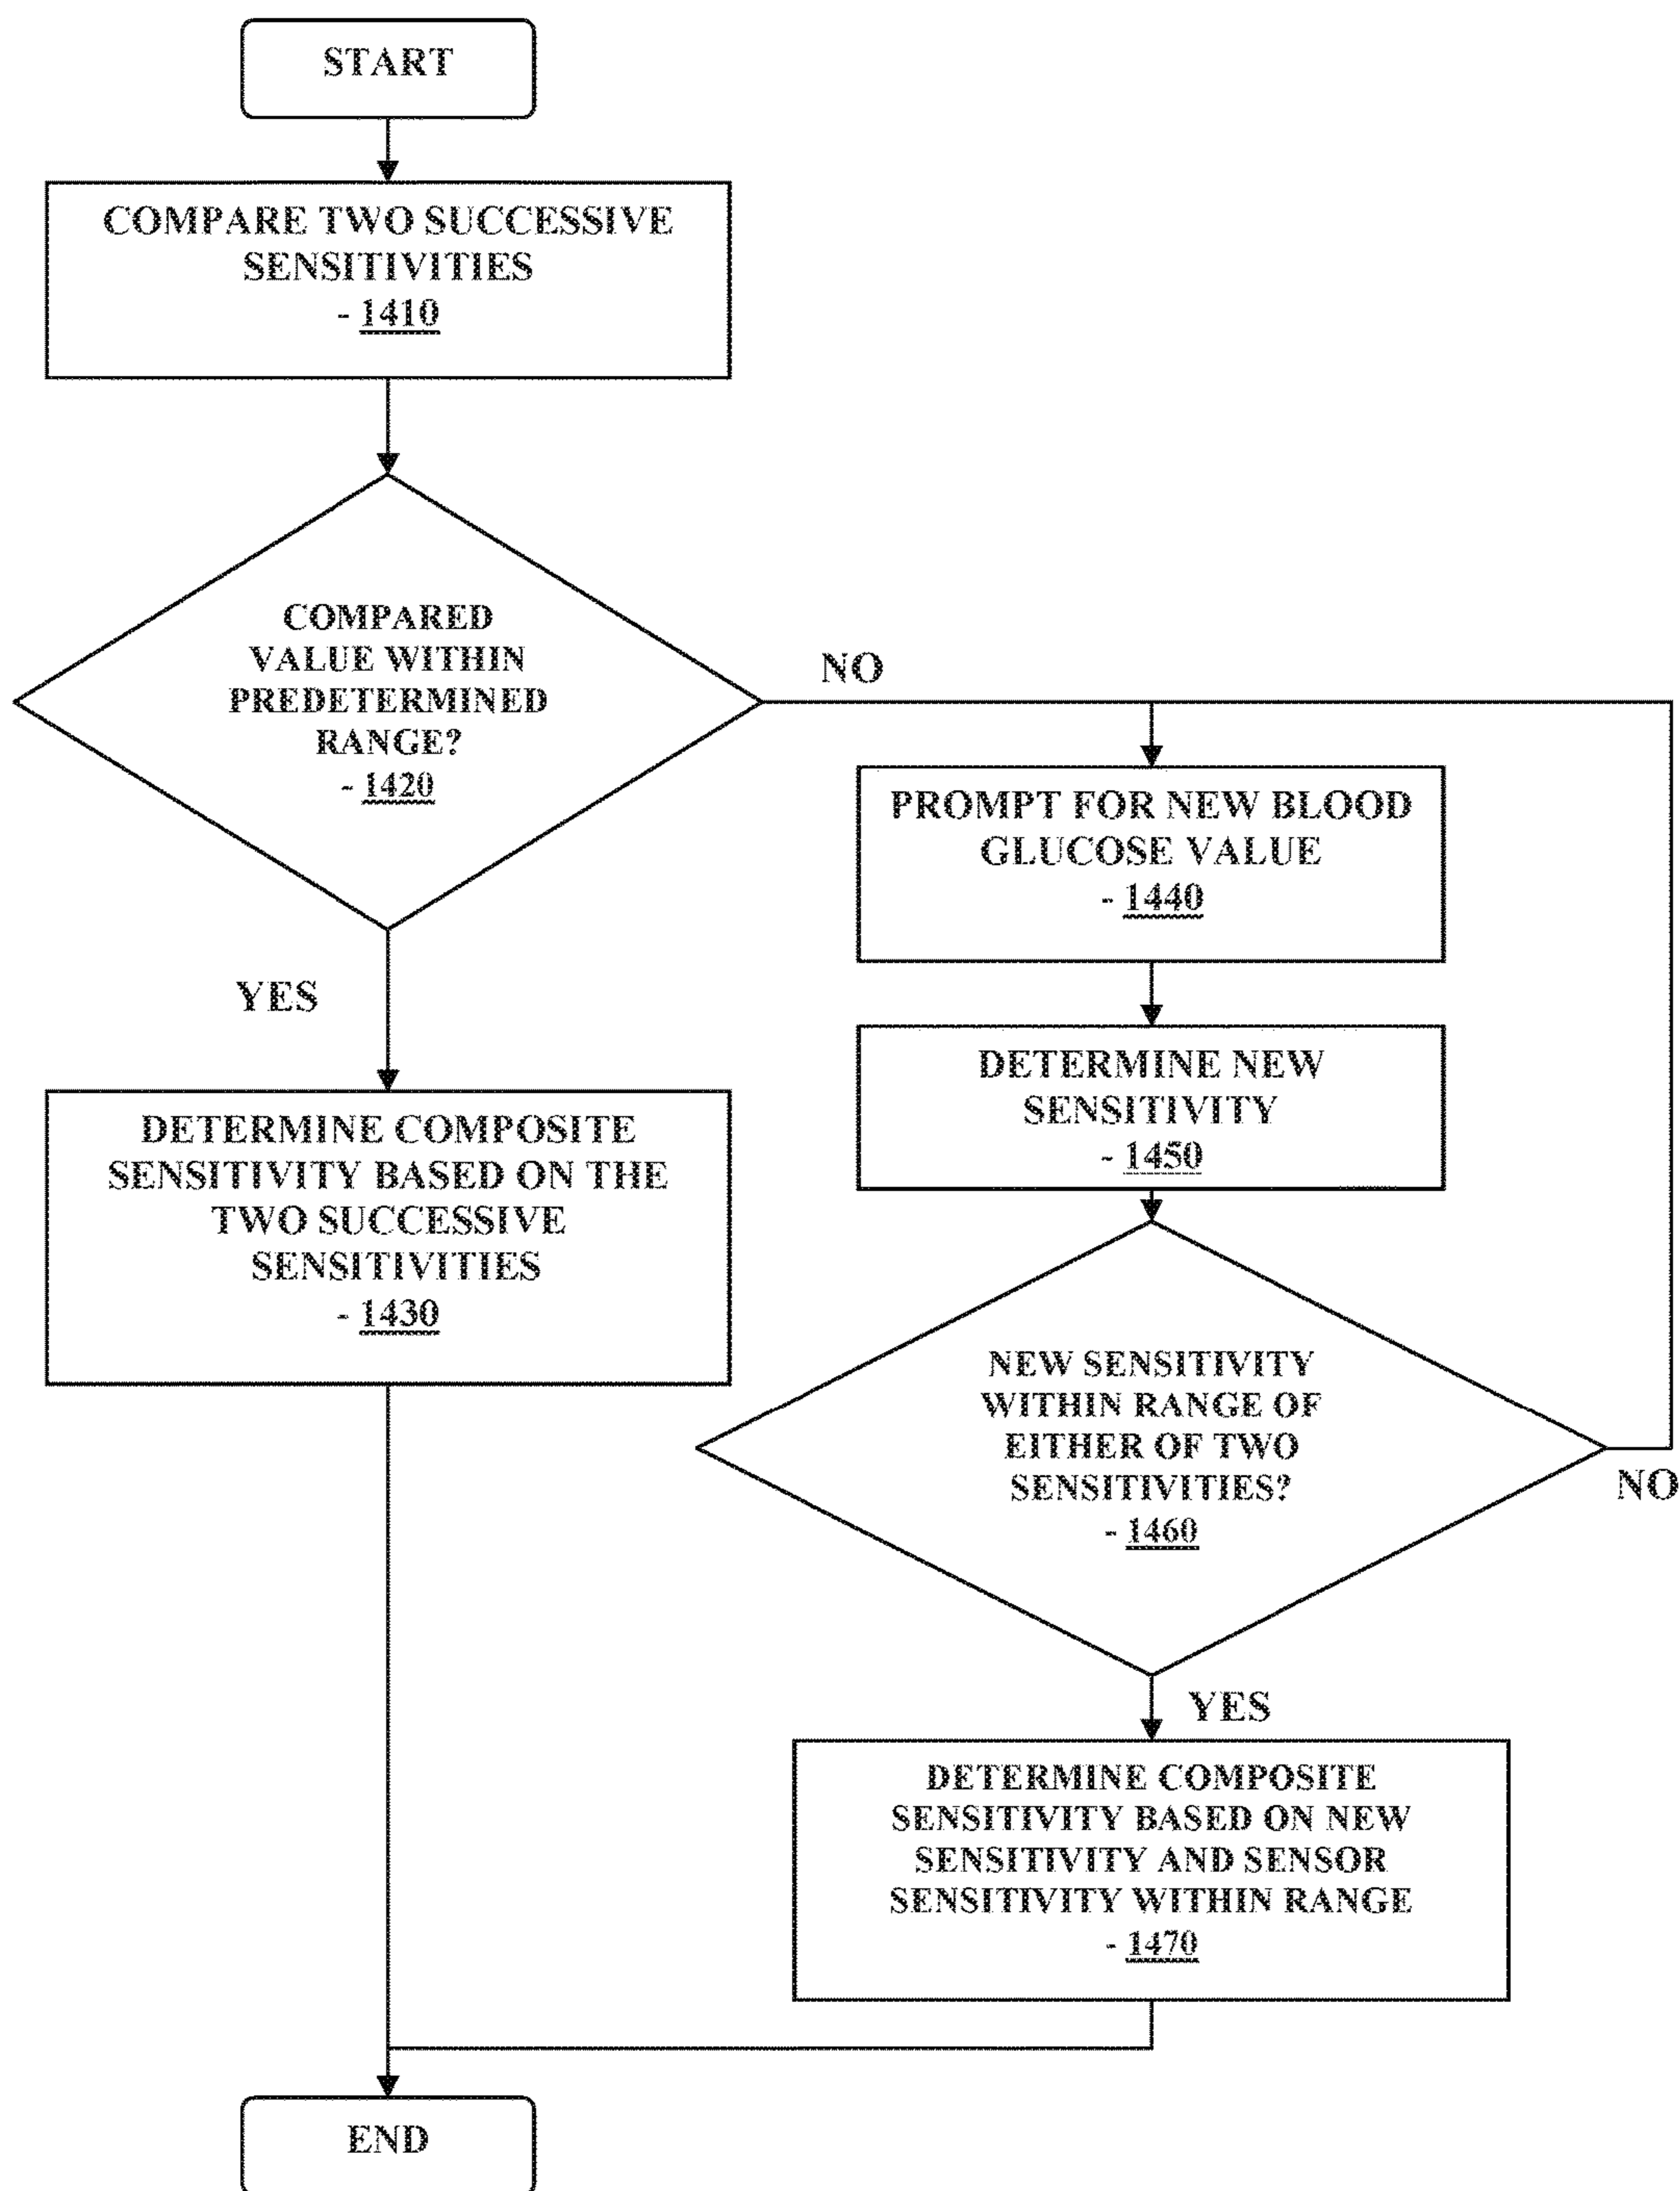 START
COMPARE TWO SUCCESSIVE
SENSITIVITIES
- 1410
COMPARED
VALUE WITHIN
PREDETERMINED
RANGE?
- 1420
NO
YES
PROMPT FOR NEW BLOOD
GLUCOSE VALUE
- 1440
DETERMINE NEW
SENSITIVITY
- 1450
DETERMINE COMPOSITE
SENSITIVITY BASED ON THE
TWO SUCCESSIVE
SENSITIVITIES
- 1430
NEW SENSITIVITY
WITHIN RANGE OF
EITHER OF TWO
SENSITIVITIES?
- 1460
NO
YES
DETERMINE COMPOSITE
SENSITIVITY BASED ON NEW
SENSITIVITY AND SENSOR
SENSITIVITY WITHIN RANGE
- 1470
END